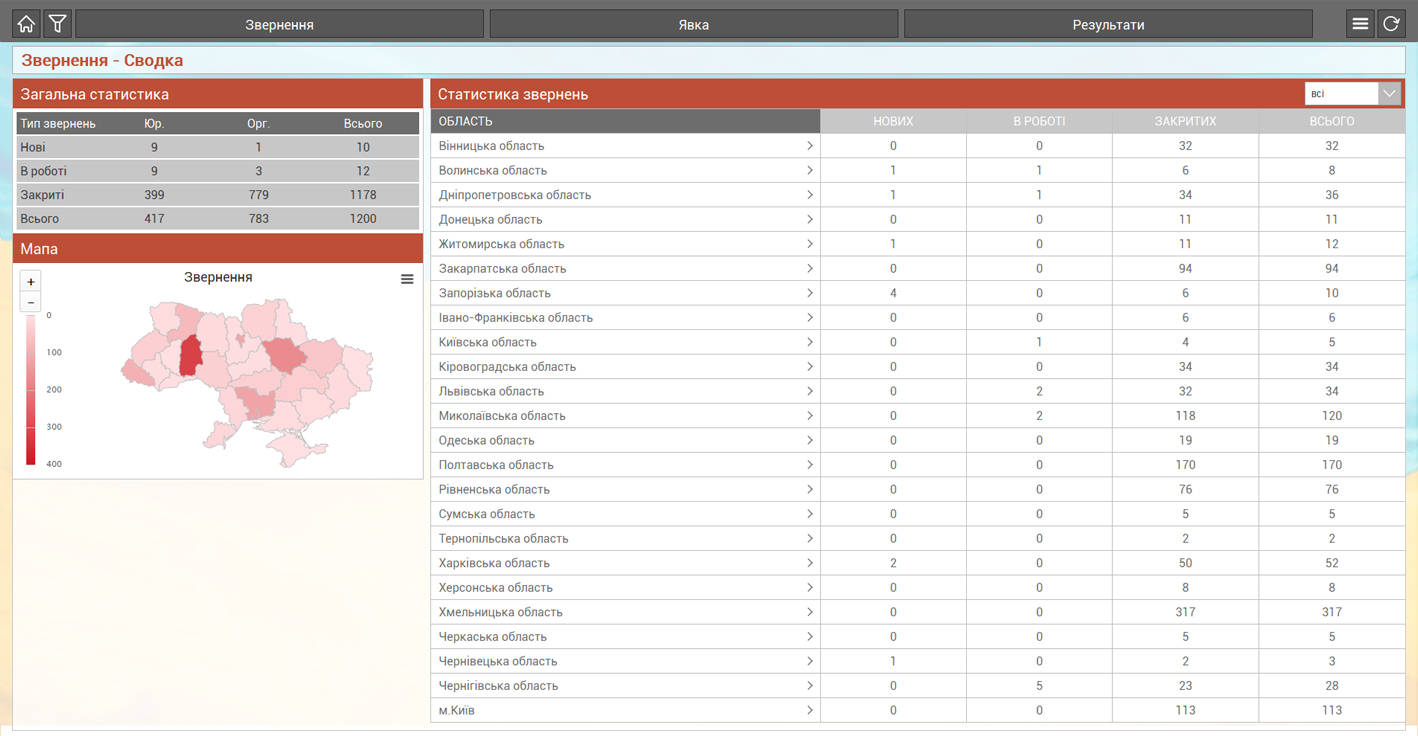 Звернення Явка Результати
Звернення - Сводка
Загальна статистика
Тип звернень Юр. Орг. Всього
Нові 9 1 10
В роботі 9 3 12
Закриті 399 779 1178
Всього 417 783 1200
Мапа
Звернення
+
-
0
100
200
300
400
Статистика звернень всі
ОБЛАСТЬ НОВИХ В РОБОТІ ЗАКРИТИХ ВСЬОГО
Вінницька область 0 0 32 32
Волинська область 1 1 6 8
Дніпропетровська область 1 1 34 36
Донецька область 0 0 11 11
Житомирська область 1 0 11 12
Закарпатська область 0 0 94 94
Запорізька область 4 0 6 10
Івано-Франківська область 0 0 6 6
Київська область 0 1 4 5
Кіровоградська область 0 0 34 34
Львівська область 0 2 32 34
Миколаївська область 0 2 118 120
Одеська область 0 0 19 19
Полтавська область 0 0 170 170
Рівненська область 0 0 76 76
Сумська область 0 0 5 5
Тернопільська область 0 0 2 2
Харківська область 2 0 50 52
Херсонська область 0 0 8 8
Хмельницька область 0 0 317 317
Черкаська область 0 0 5 5
Чернівецька область 1 0 2 3
Чернігівська область 0 5 23 28
м.Київ 0 0 113 113